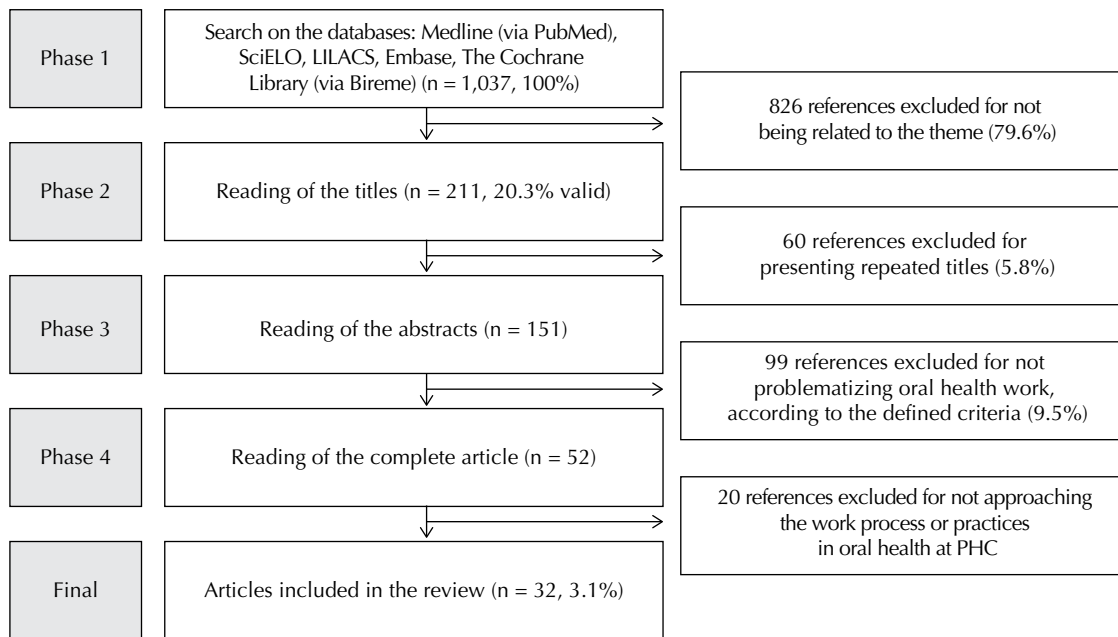 Phase 1
Search on the databases: Medline (via PubMed),
SciELO, LILACS, Embase, The Cochrane
Library (via Bireme) (n = 1,037, 100%)
826 references excluded for not
being related to the theme (79.6%)
Phase 2
Reading of the titles (n = 211, 20.3% valid)
60 references excluded for
presenting repeated titles (5.8%)
Phase 3
Reading of the abstracts (n = 151)
99 references excluded for not
problematizing oral health work,
according to the defined criteria (9.5%)
Phase 4
Reading of the complete article (n = 52)
20 references excluded for not approaching
the work process or practices
in oral health at PHC
Final
Articles included in the review (n = 32, 3.1%)